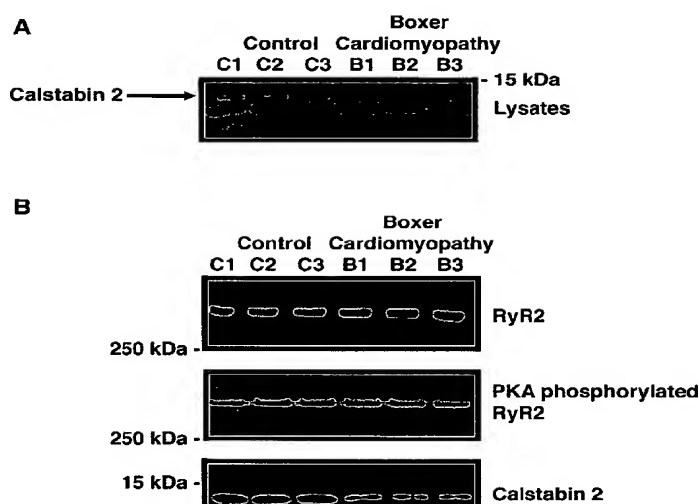 A
Boxer
Control Cardiomyopathy
C1 C2 C3 B1 B2 B3
- 15 kDa
Calstabin 2
Lysates
B
Boxer
Control Cardiomyopathy
C1 C2 C3 B1 B2 B3
RyR2
250 kDa -
PKA phosphorylated
RyR2
250 kDa -
15 kDa -
Calstabin 2